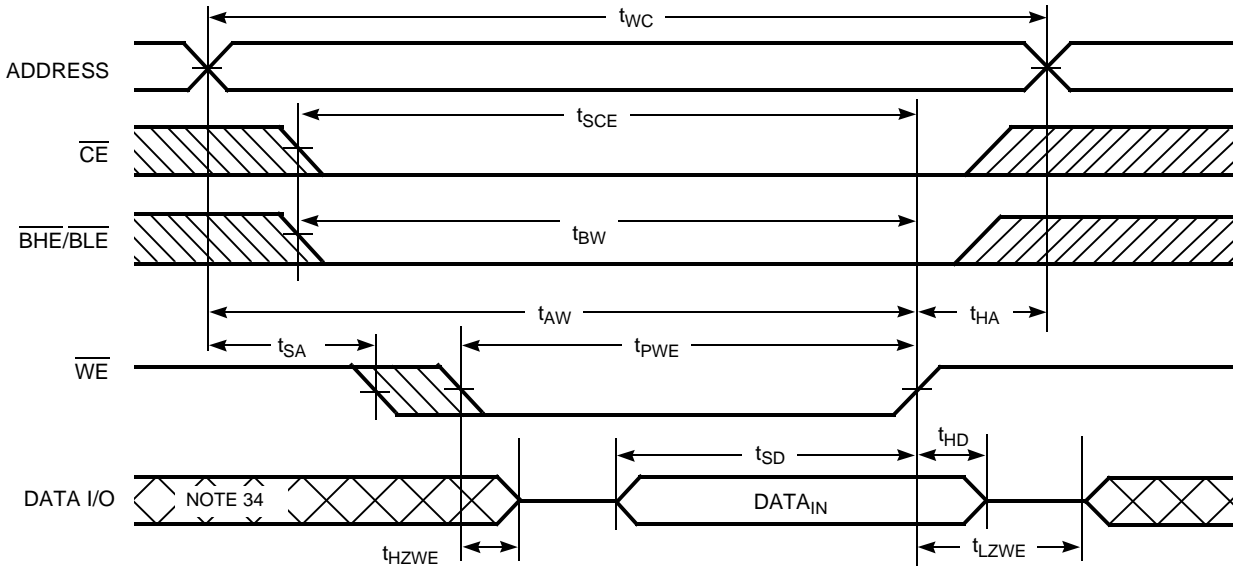 tWC
ADDRESS
tSCE
CE
BHE/BLE
tBW
tAW
tHA
tSA
tPWE
WE
tSD
tHD
DATA I/O
NOTE 34
DATAIN
tHZWE
tLZWE